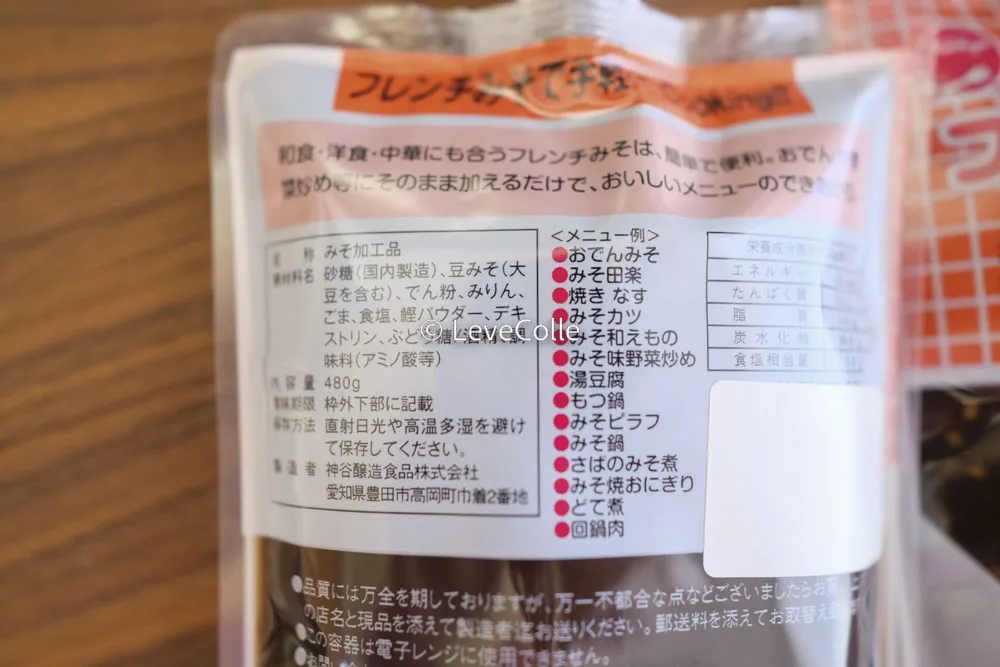 フレンチみそで手軽 Cooking!!
和食・洋食・中華にも合うフレンチみそは、簡単で便利。おでん
菜炒め等にそのまま加えるだけで、おいしいメニューのでき
名 称 みそ加工品
原材料名 砂糖(国内製造)、豆みそ(大
豆を含む)、でん粉、みりん、
ごま、食塩、鰹パウダー、デキ
ストリン、ぶどう糖
味料(アミノ酸等)
内 容 量 480g
賞味期限 枠外下部に記載
保存方法 直射日光や高温多湿を避け
て保存してください。
製 造 者 神谷醸造食品株式会社
愛知県豊田市高岡町巾着2番地
<メニュー例>
●おでんみそ
●みそ田楽
●焼き なす
●みそカツ
●みそ和えもの
●みそ味野菜炒め
●湯豆腐
●もつ鍋
●みそピラフ
●みそ鍋
●さばのみそ煮
●みそ焼おにぎり
●どて煮
●回鍋肉
栄養成分表示
エネルギー
たんぱく質
脂 質
炭水化物
食塩相当量
© LeveColle
●品質には万全を期しておりますが、万一不都合な点などございましたらお買
の店名と現品を添えて製造者迄お送りください。郵送料を添えてお取替え
●この容器は電子レンジに使用できません。
●お問い